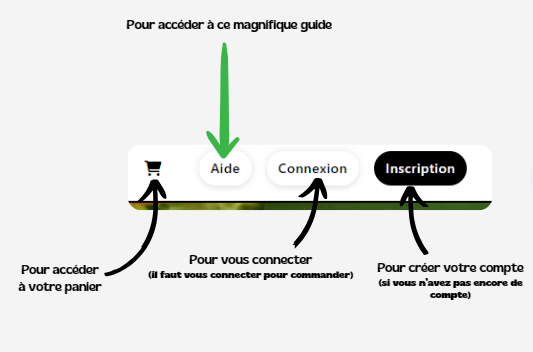 Pour accéder à ce magnifique guide
Aide
Connexion
Inscription
Pour accéder
à votre panier
Pour vous connecter
(il faut vous connecter pour commander)
Pour créer votre compte
(si vous n'avez pas encore de
compte)